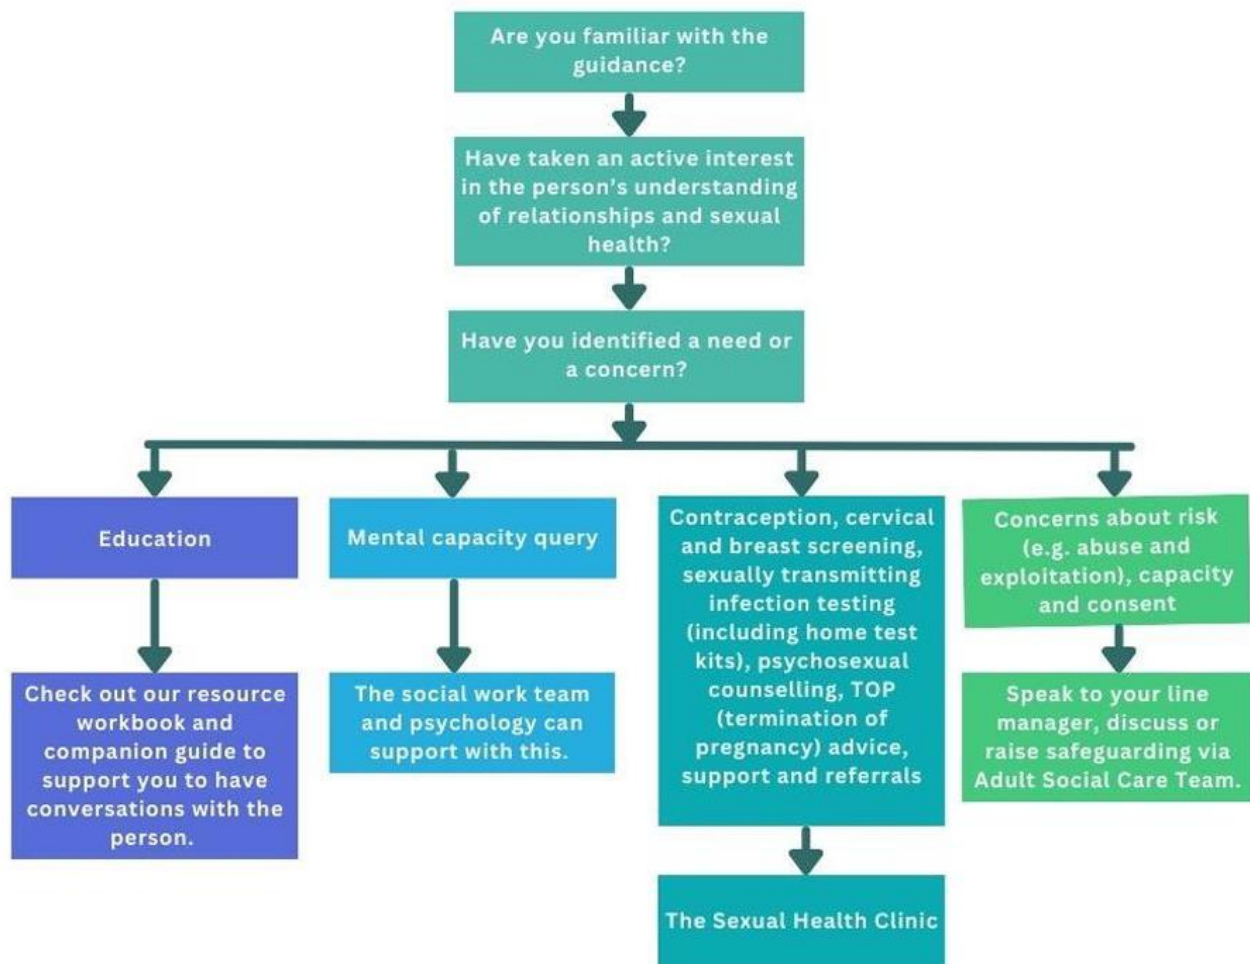 Are you familiar with the
guidance?
Have taken an active interest
in the person's understanding
of relationships and sexual
health?
Have you identified a need or
a concern?
Education
Check out our resource
workbook and
companion guide to
support you to have
conversations with the
person.
Mental capacity query
The social work team
and psychology can
support with this.
Contraception, cervical
and breast screening,
sexually transmitting
infection testing
(including home test
kits), psychosexual
counselling, TOP
(termination of
pregnancy) advice,
support and referrals
The Sexual Health Clinic
Concerns about risk
(e.g. abuse and
exploitation), capacity
and consent
Speak to your line
manager, discuss or
raise safeguarding via
Adult Social Care Team.